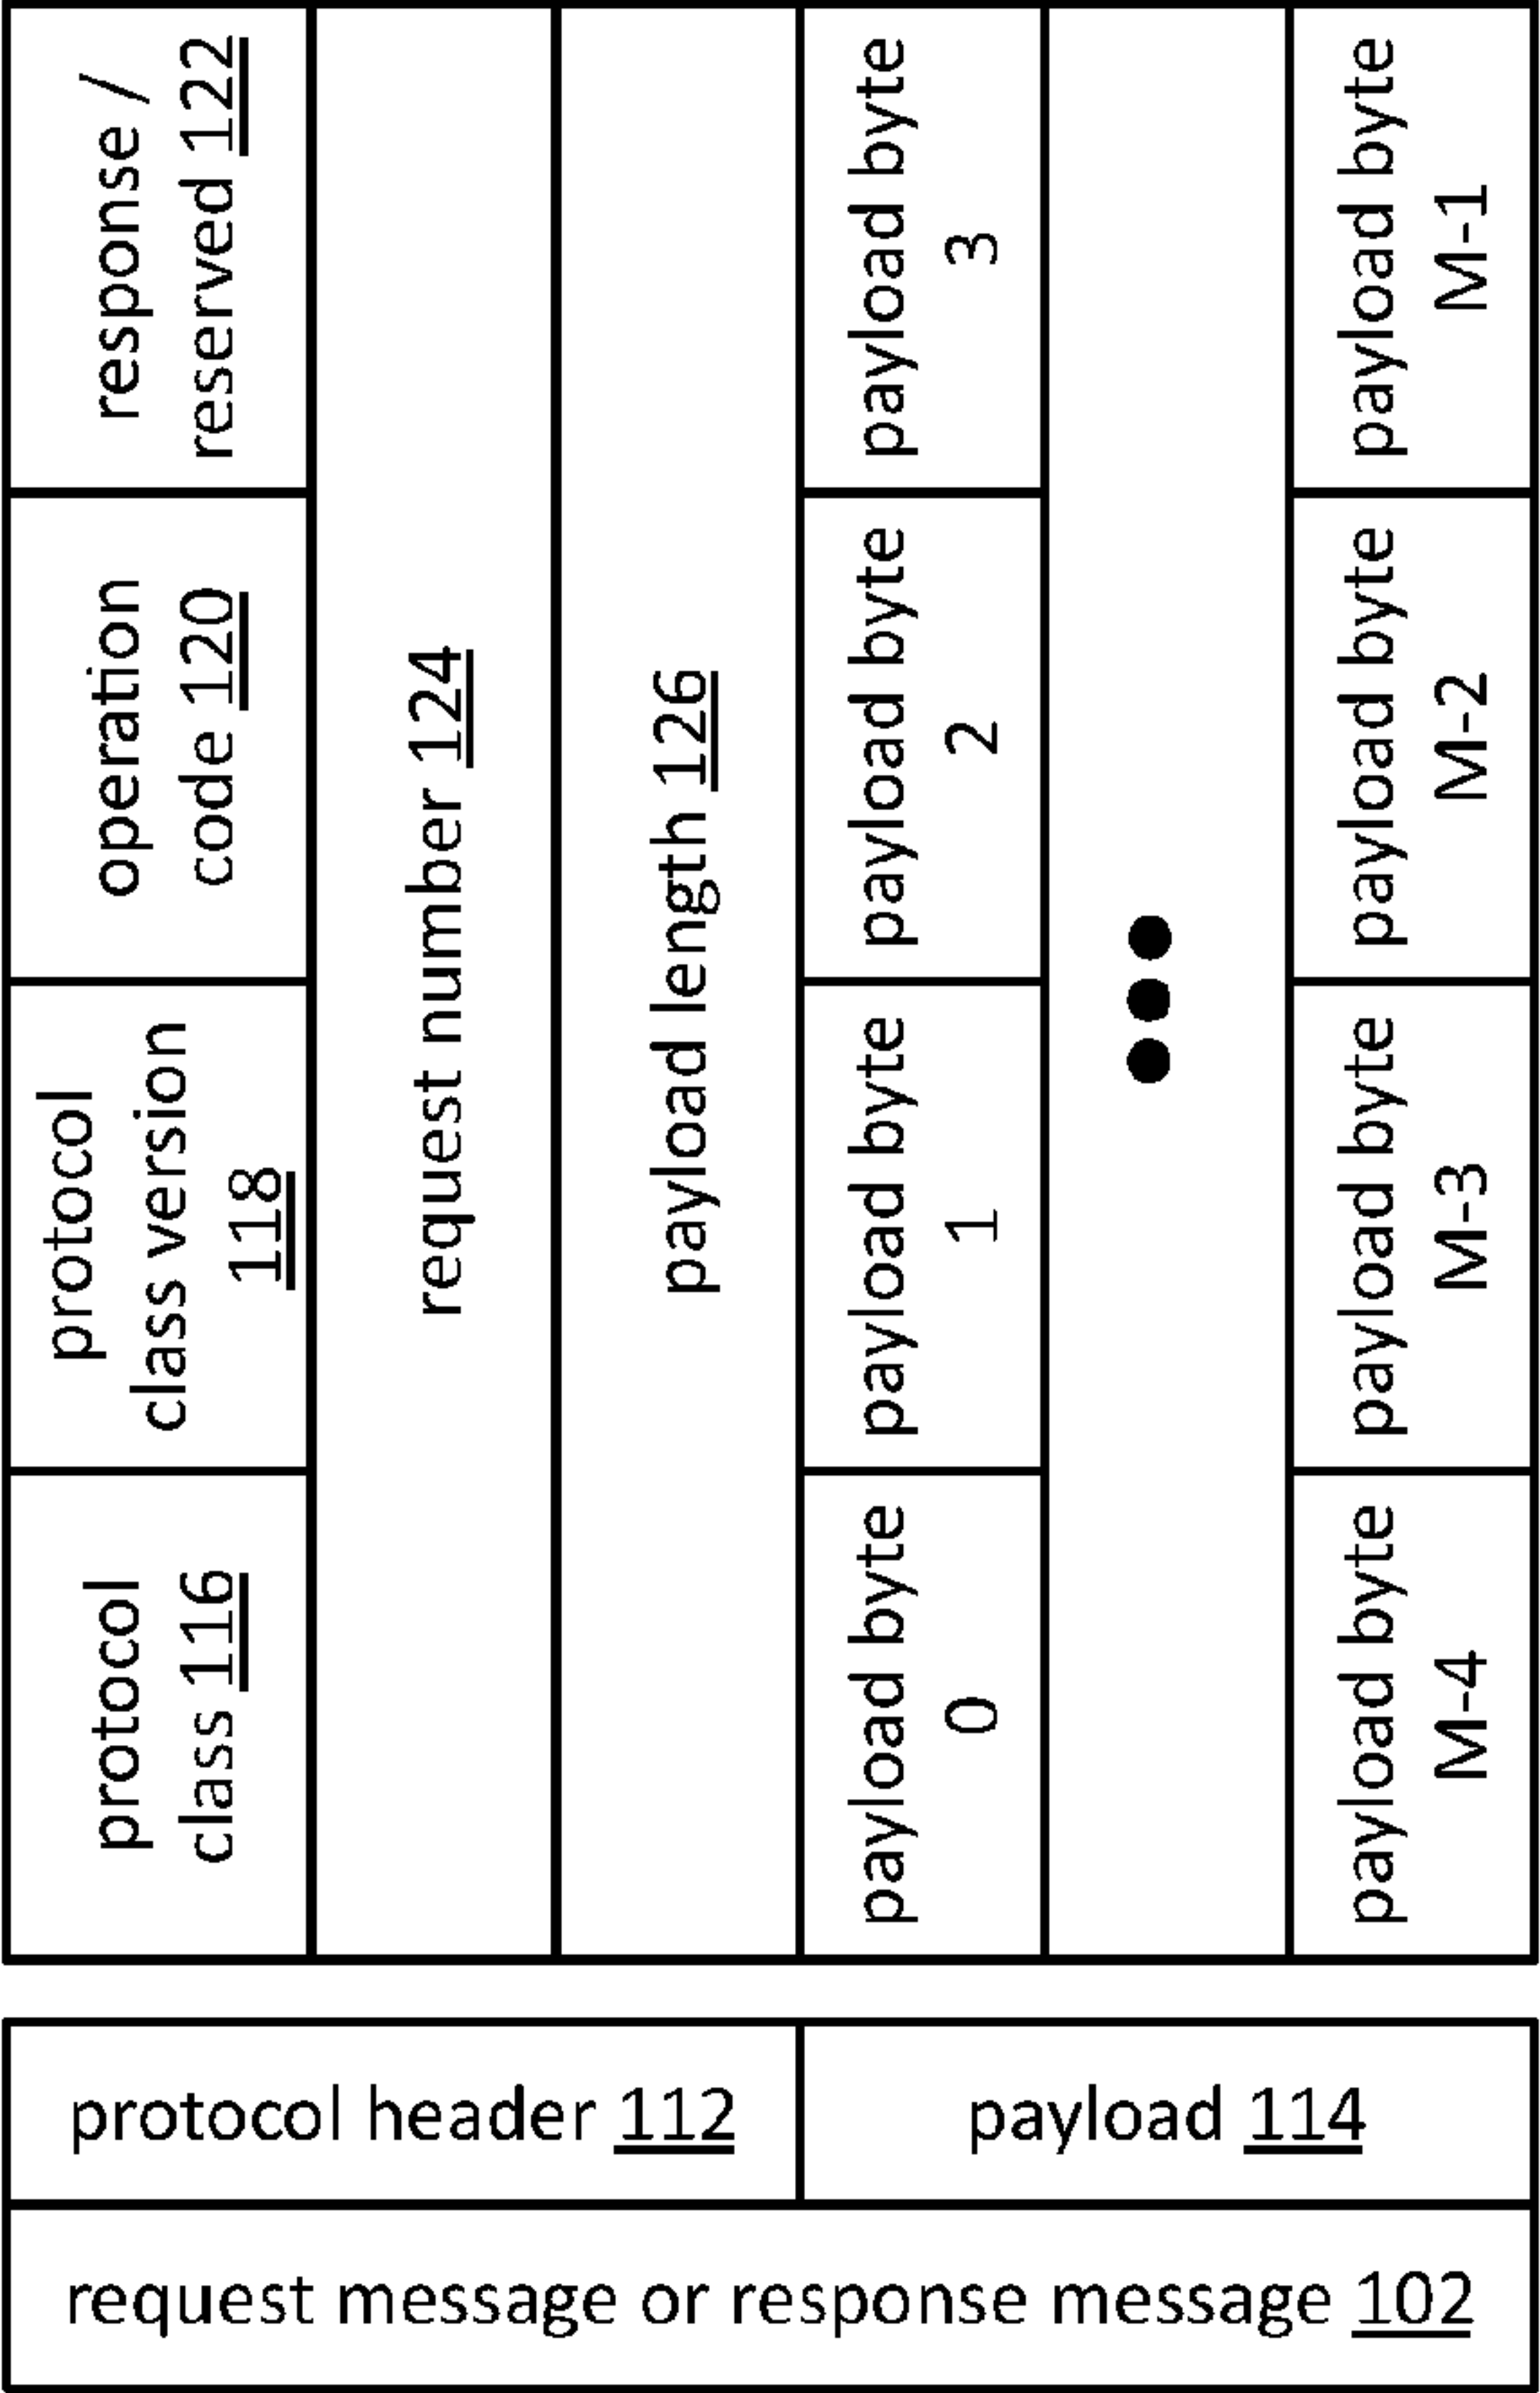 request message or response message 102
protocol header 112
payload 114
protocol
class 116
protocol
class version
118
operation
code 120
response /
reserved 122
request number 124
payload length 126
payload byte
0
payload byte
1
payload byte
2
payload byte
3
payload byte
M-4
payload byte
M-3
payload byte
M-2
payload byte
M-1